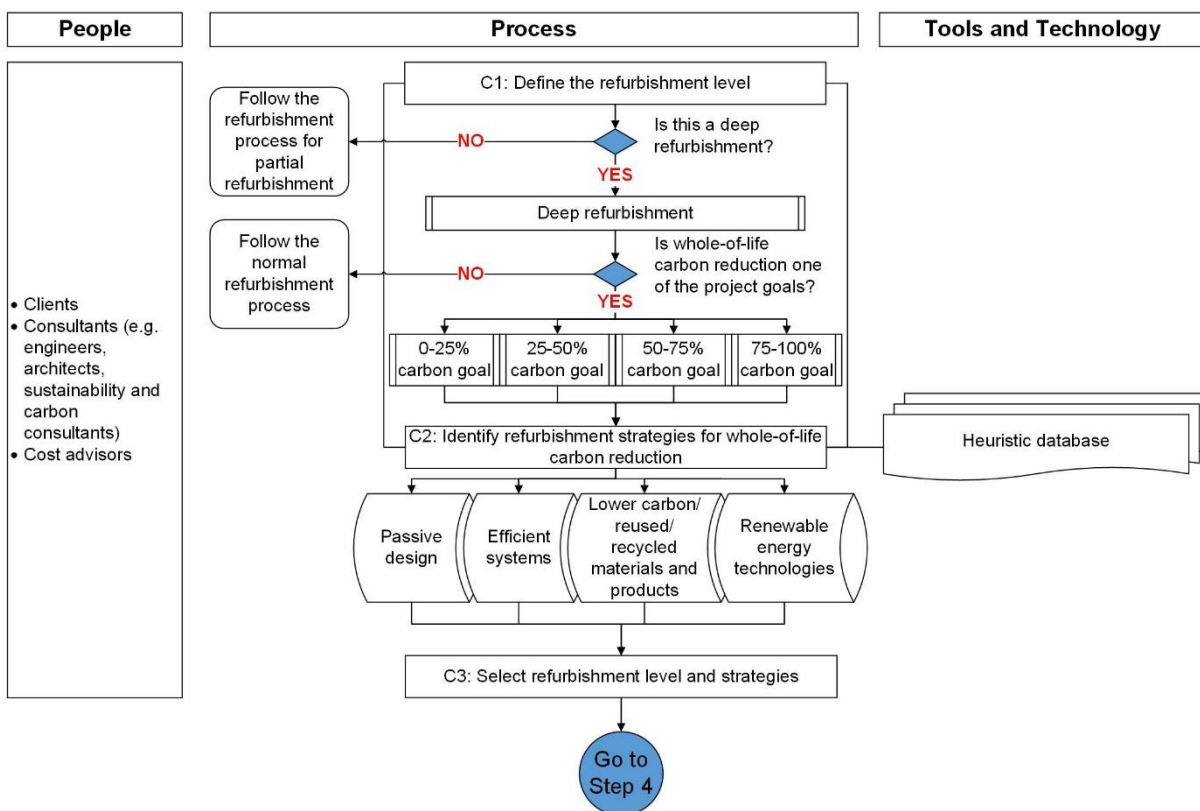 People
Process
Tools and Technology
• Clients
• Consultants (e.g.
engineers,
architects,
sustainability and
carbon
consultants)
• Cost advisors
C1: Define the refurbishment level
Follow the
refurbishment
process for
partial
refurbishment
NO
Is this a deep
refurbishment?
YES
Deep refurbishment
Follow the
normal
refurbishment
process
NO
Is whole-of-life
carbon reduction one
of the project goals?
YES
0-25%
carbon goal
25-50%
carbon goal
50-75%
carbon goal
75-100%
carbon goal
C2: Identify refurbishment strategies for whole-of-life
carbon reduction
Heuristic database
Passive
design
Efficient
systems
Lower carbon/
reused/
recycled
materials and
products
Renewable
energy
technologies
C3: Select refurbishment level and strategies
Go to
Step 4